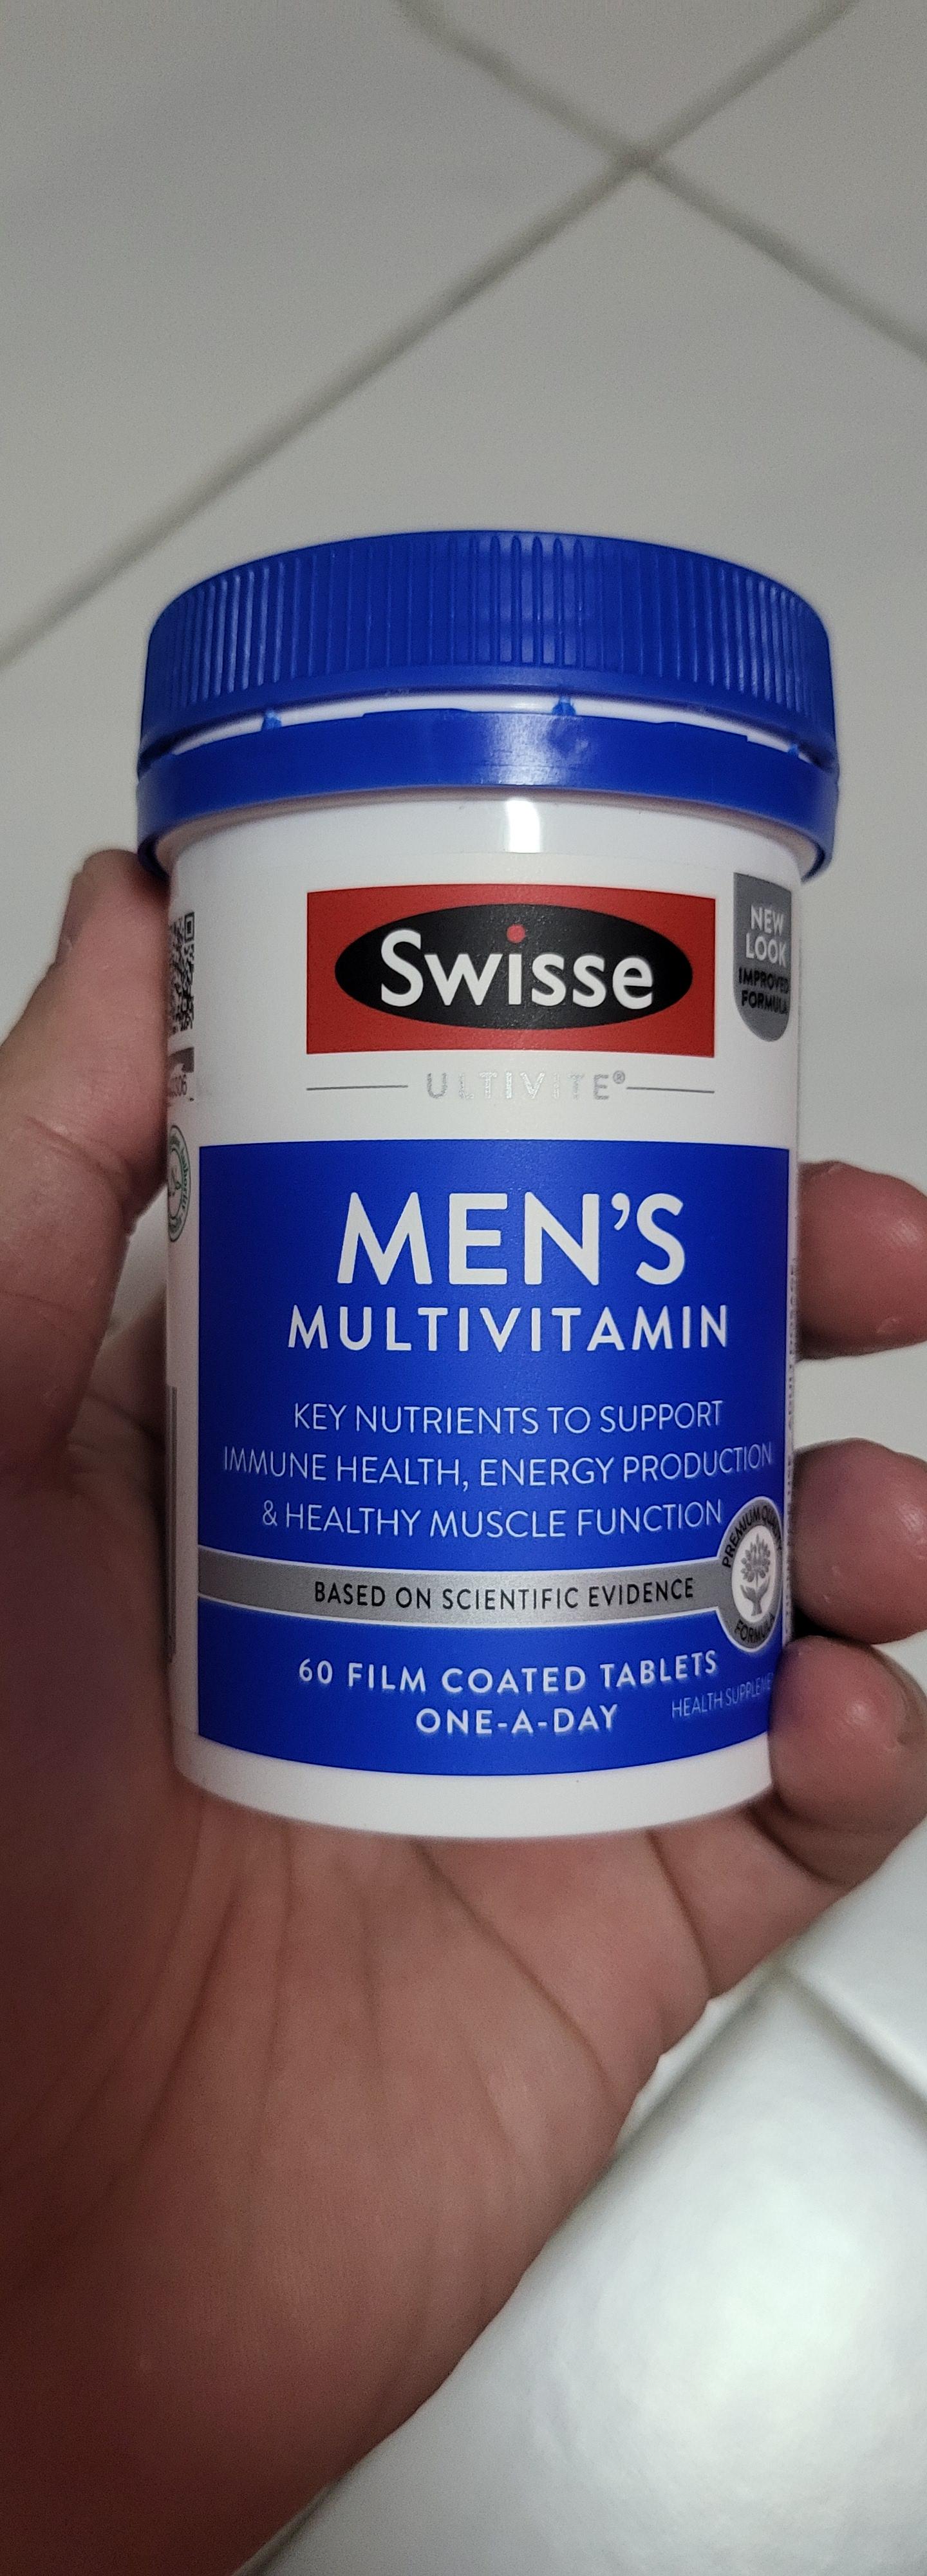 Swisse
NEW
LOOK
IMPROVED
FORMULA
ULTIVITE®
MEN'S
MULTIVITAMIN
KEY NUTRIENTS TO SUPPORT
IMMUNE HEALTH, ENERGY PRODUCTION
& HEALTHY MUSCLE FUNCTION
PREMIUM QUALITY
FORMULA
BASED ON SCIENTIFIC EVIDENCE
60 FILM COATED TABLETS
ONE-A-DAY
HEALTH SUPPLEME